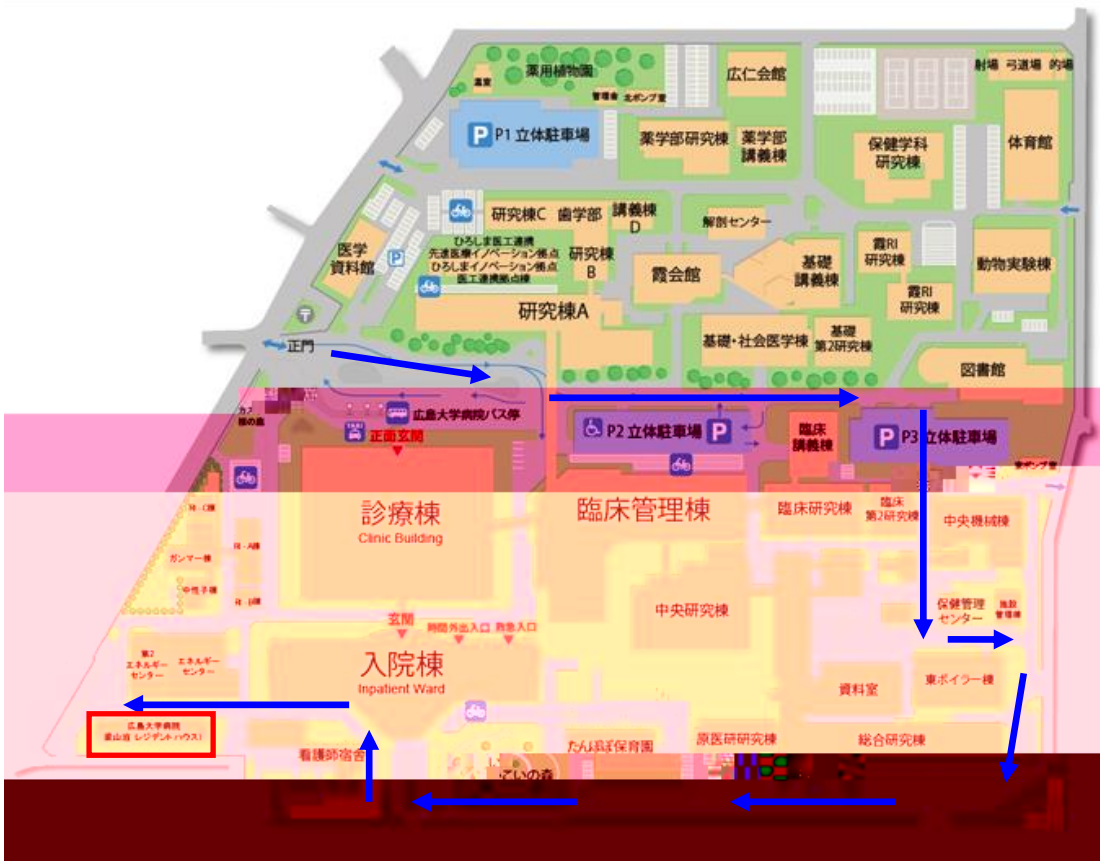 薬用植物園
温室
管理舎 北ポンプ室
広仁会館
射場 弓道場 的場
P P1 立体駐車場
薬学部研究棟
薬学部
講義棟
保健学科
研究棟
体育館
研究棟C 歯学部
講義棟
D
解剖センター
医学
資料館
P
ひろしま医工連携
先進医療イノベーション拠点
ひろしまイノベーション拠点
医工連携拠点棟
研究棟
B
霞会館
基礎
講義棟
霞RI
研究棟
霞RI
研究棟
動物実験棟
研究棟A
基礎・社会医学棟
基礎
第2研究棟
図書館
正門
広島大学病院バス停
TAXI
正面玄関
P2 立体駐車場 P
臨床
講義棟
P P3 立体駐車場
診療棟
Clinic Building
臨床管理棟
臨床研究棟
臨床
第2研究棟
中央機械棟
RI-A棟
RI-B棟
ガンマー棟
中性子棟
中央研究棟
保健管理
センター
施設
管理棟
玄関
時間外出入口
救急入口
入院棟
Inpatient Ward
第2
エネルギー
センター
エネルギー
センター
資料室
東ボイラー棟
広島大学病院
看護師宿舎
たんぽぽ保育園
原医研研究棟
総合研究棟